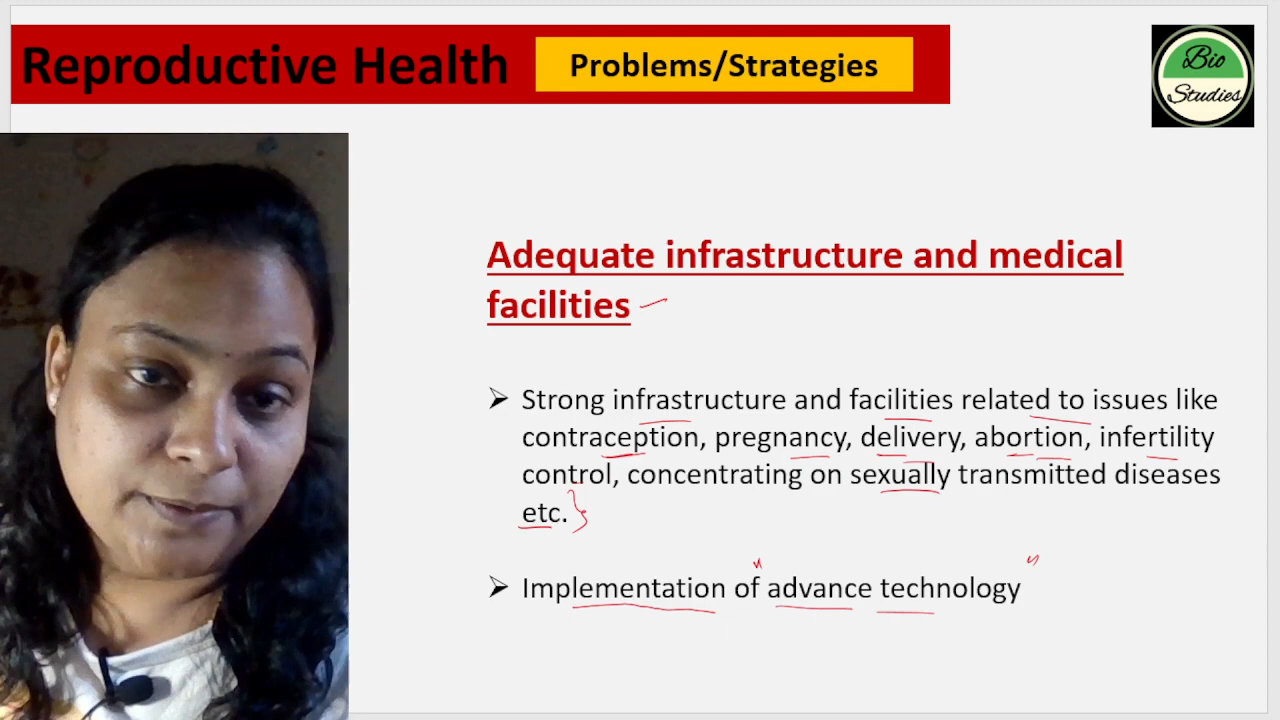 Reproductive Health
Problems/Strategies
Bio
Studies
Adequate infrastructure and medical
facilities
➢ Strong infrastructure and facilities related to issues like
contraception, pregnancy, delivery, abortion, infertility
control, concentrating on sexually transmitted diseases
etc.
➢ Implementation of advance technology